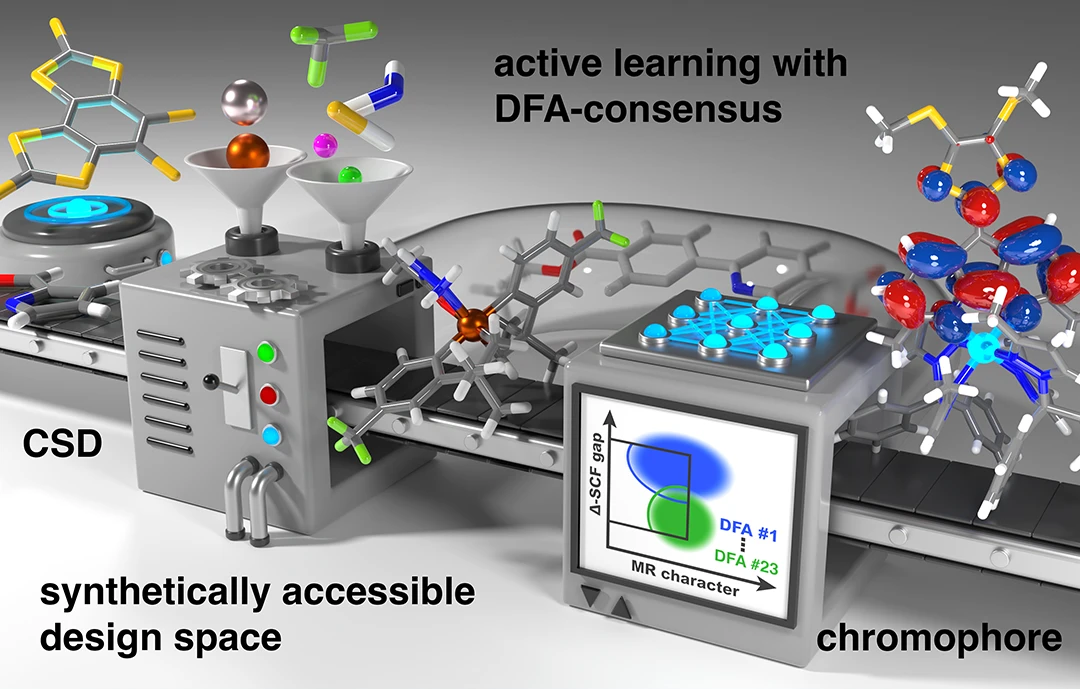 active learning with
DFA-consensus
CSD
Δ-SCF gap
DFA #1
DFA #23
MR character
synthetically accessible
design space
chromophore